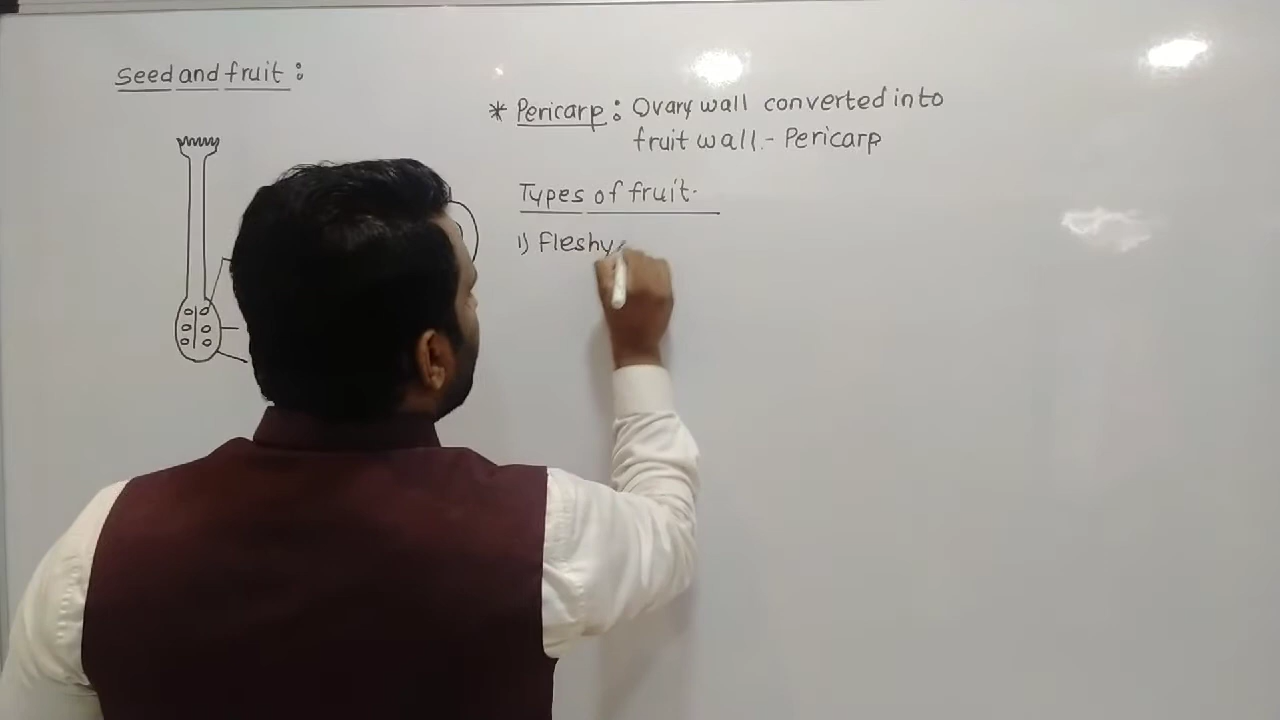 Seed and fruit :
* Pericarp : Ovary wall converted into
fruit wall.- Pericarp
Types of fruit.
1) Fleshy